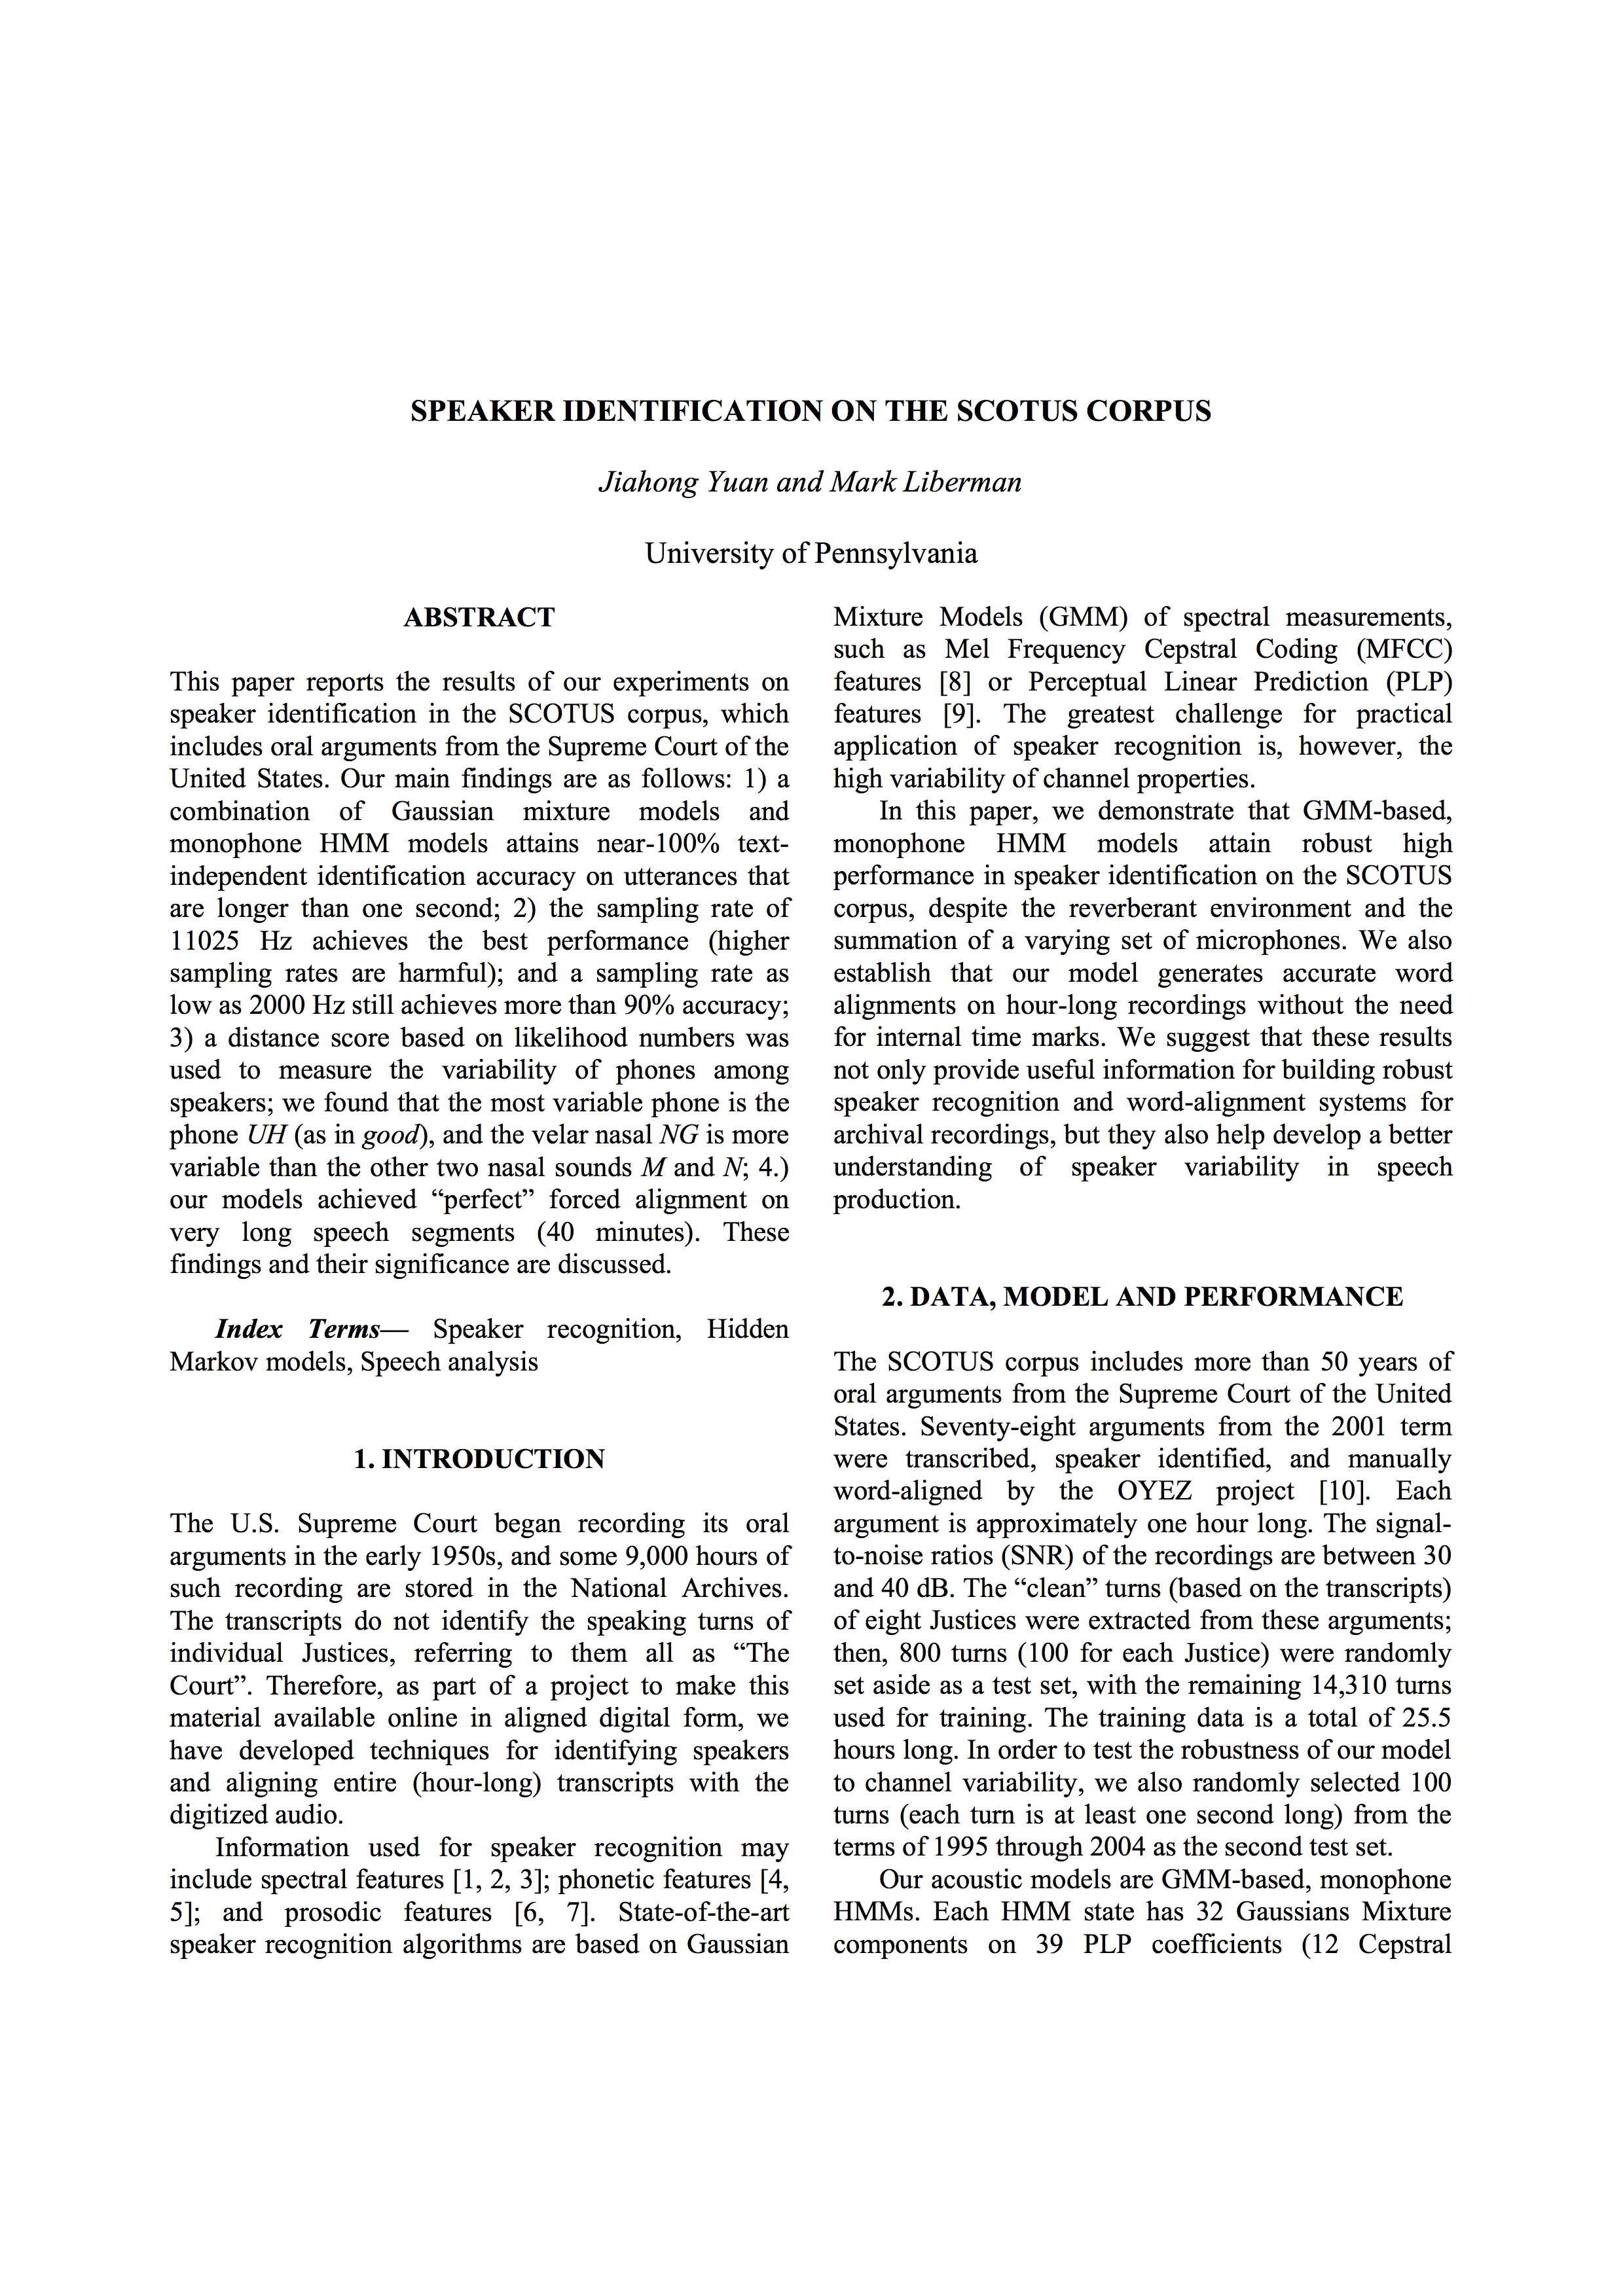 SPEAKER IDENTIFICATION ON THE SCOTUS CORPUS
Jiahong Yuan and Mark Liberman
University of Pennsylvania
ABSTRACT
This paper reports the results of our experiments on
speaker identification in the SCOTUS corpus, which
includes oral arguments from the Supreme Court of the
United States. Our main findings are as follows: 1) a
combination of Gaussian mixture models and
monophone HMM models attains near-100% text-
independent identification accuracy on utterances that
are longer than one second; 2) the sampling rate of
11025 Hz achieves the best performance (higher
sampling rates are harmful); and a sampling rate as
low as 2000 Hz still achieves more than 90% accuracy;
3) a distance score based on likelihood numbers was
used to measure the variability of phones among
speakers; we found that the most variable phone is the
phone UH (as in good), and the velar nasal NG is more
variable than the other two nasal sounds M and N; 4.)
our models achieved “perfect” forced alignment on
very long speech segments (40 minutes). These
findings and their significance are discussed.
Index Terms— Speaker recognition, Hidden
Markov models, Speech analysis
1. INTRODUCTION
The U.S. Supreme Court began recording its oral
arguments in the early 1950s, and some 9,000 hours of
such recording are stored in the National Archives.
The transcripts do not identify the speaking turns of
individual Justices, referring to them all as “The
Court”. Therefore, as part of a project to make this
material available online in aligned digital form, we
have developed techniques for identifying speakers
and aligning entire (hour-long) transcripts with the
digitized audio.
Information used for speaker recognition may
include spectral features [1, 2, 3]; phonetic features [4,
5]; and prosodic features [6, 7]. State-of-the-art
speaker recognition algorithms are based on Gaussian
Mixture Models (GMM) of spectral measurements,
such as Mel Frequency Cepstral Coding (MFCC)
features [8] or Perceptual Linear Prediction (PLP)
features [9]. The greatest challenge for practical
application of speaker recognition is, however, the
high variability of channel properties.
In this paper, we demonstrate that GMM-based,
monophone HMM models attain robust high
performance in speaker identification on the SCOTUS
corpus, despite the reverberant environment and the
summation of a varying set of microphones. We also
establish that our model generates accurate word
alignments on hour-long recordings without the need
for internal time marks. We suggest that these results
not only provide useful information for building robust
speaker recognition and word-alignment systems for
archival recordings, but they also help develop a better
understanding of speaker variability in speech
production.
2. DATA, MODEL AND PERFORMANCE
The SCOTUS corpus includes more than 50 years of
oral arguments from the Supreme Court of the United
States. Seventy-eight arguments from the 2001 term
were transcribed, speaker identified, and manually
word-aligned by the OYEZ project [10]. Each
argument is approximately one hour long. The signal-
to-noise ratios (SNR) of the recordings are between 30
and 40 dB. The “clean” turns (based on the transcripts)
of eight Justices were extracted from these arguments;
then, 800 turns (100 for each Justice) were randomly
set aside as a test set, with the remaining 14,310 turns
used for training. The training data is a total of 25.5
hours long. In order to test the robustness of our model
to channel variability, we also randomly selected 100
turns (each turn is at least one second long) from the
terms of 1995 through 2004 as the second test set.
Our acoustic models are GMM-based, monophone
HMMs. Each HMM state has 32 Gaussians Mixture
components on 39 PLP coefficients (12 Cepstral